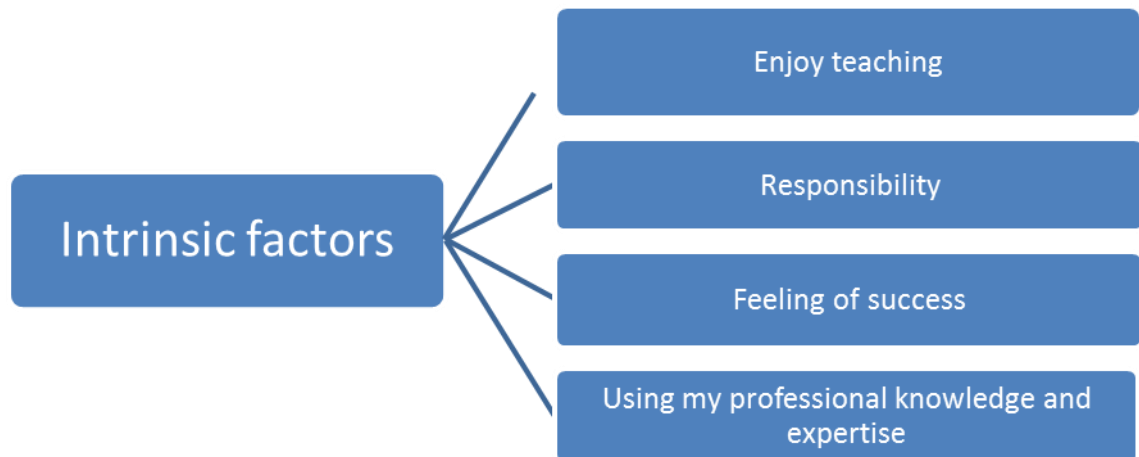 Enjoy teaching
Responsibility
Intrinsic factors
Feeling of success
Using my professional knowledge and
expertise